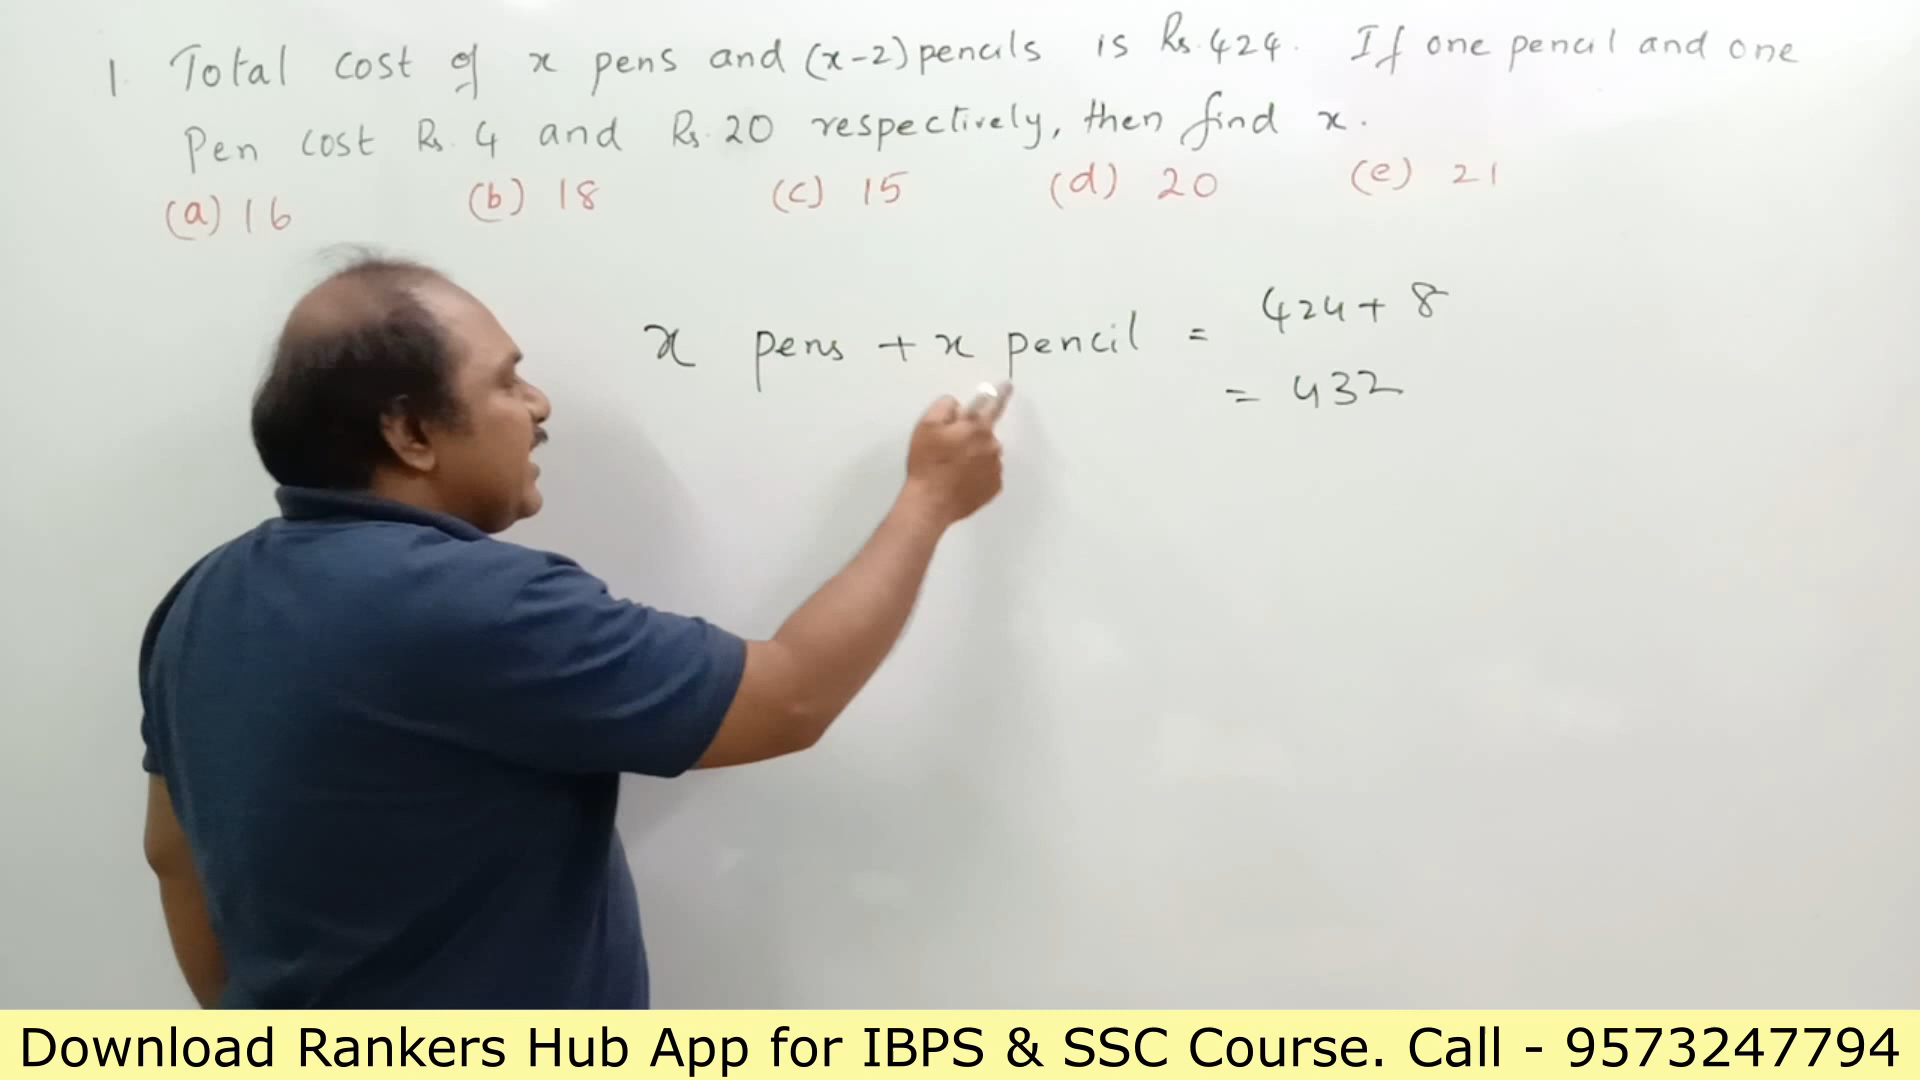 1. Total cost of x pens and (x-2) pencils is Rs. 424. If one pencil and one
Pen cost Rs. 4 and Rs. 20 respectively, then find x.
(a) 16 (b) 18 (c) 15 (d) 20 (e) 21
x pens + x pencil = 424 + 8
= 432
Download Rankers Hub App for IBPS & SSC Course. Call - 9573247794